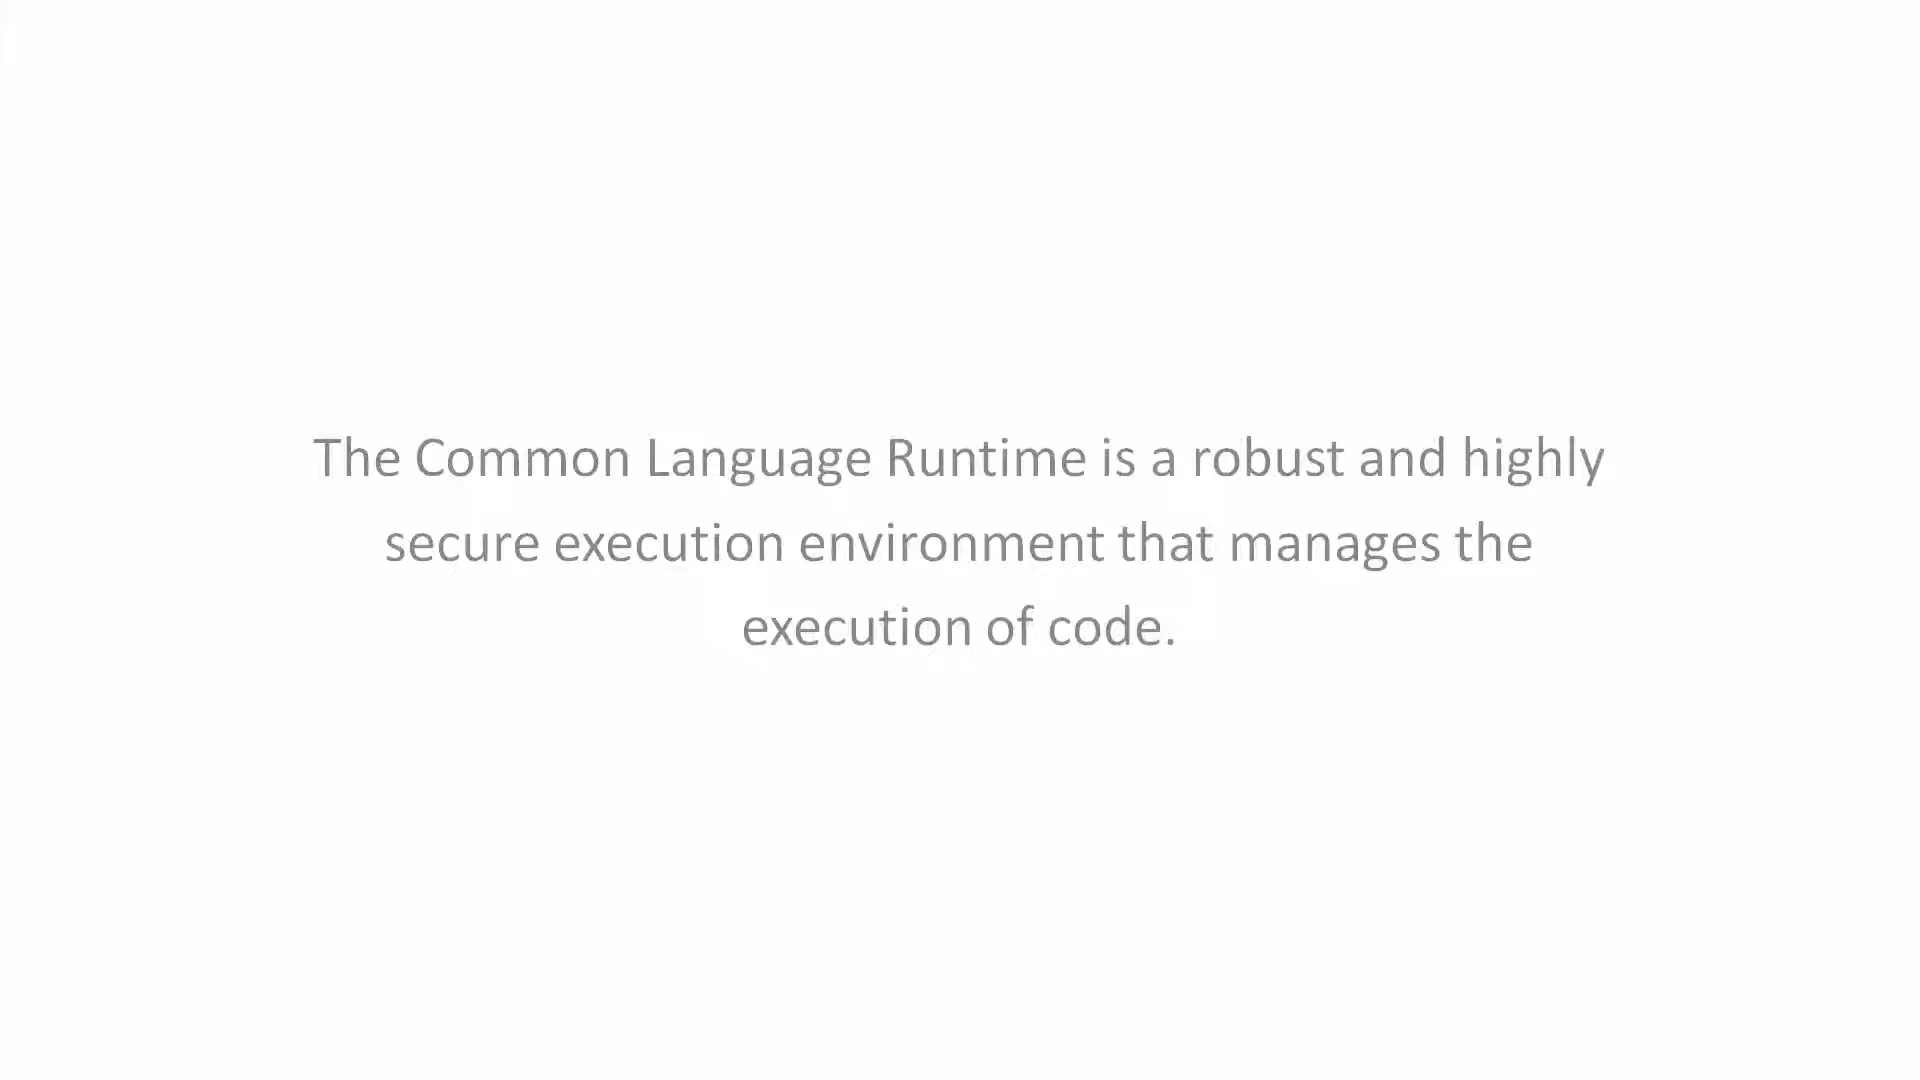 The Common Language Runtime is a robust and highly
secure execution environment that manages the
execution of code.